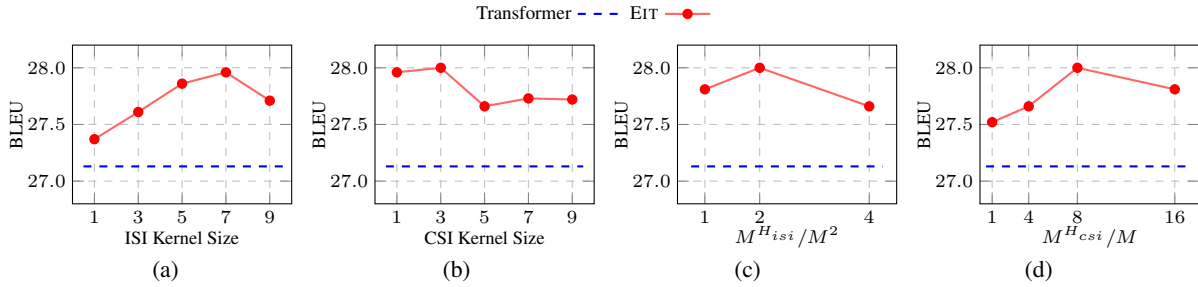 Transformer EIT
BLEU 28.0 27.5 27.0
1 3 5 7 9
ISI Kernel Size
(a)
BLEU 28.0 27.5 27.0
1 3 5 7 9
CSI Kernel Size
(b)
BLEU 28.0 27.5 27.0
1 2 4
M^{H_{isi}}/M^2
(c)
BLEU 28.0 27.5 27.0
1 4 8 16
M^{H_{csi}}/M
(d)